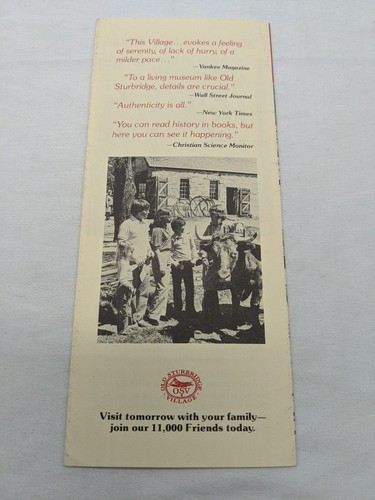 "This Village...evokes a feeling
of serenity, of lack of hurry, of a
milder pace..."
—Yankee Magazine
"To a living museum like Old
Sturbridge, details are crucial."
—Wall Street Journal
"Authenticity is all."
—New York Times
"You can read history in books, but
here you can see it happening."
—Christian Science Monitor
OLD STURBRIDGE
OSV
VILLAGE
Visit tomorrow with your family—
join our 11,000 Friends today.